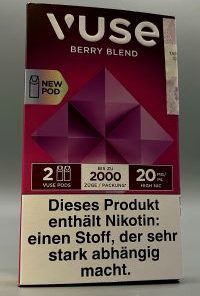 VUSE
BERRY BLEND
NEW
POD
2
VUSE PODS
BIS ZU
2000
ZÜGE / PACKUNG*
20 MG/
ML
HIGH NIC
Dieses Produkt
enthält Nikotin:
einen Stoff, der sehr
stark abhängig
macht.